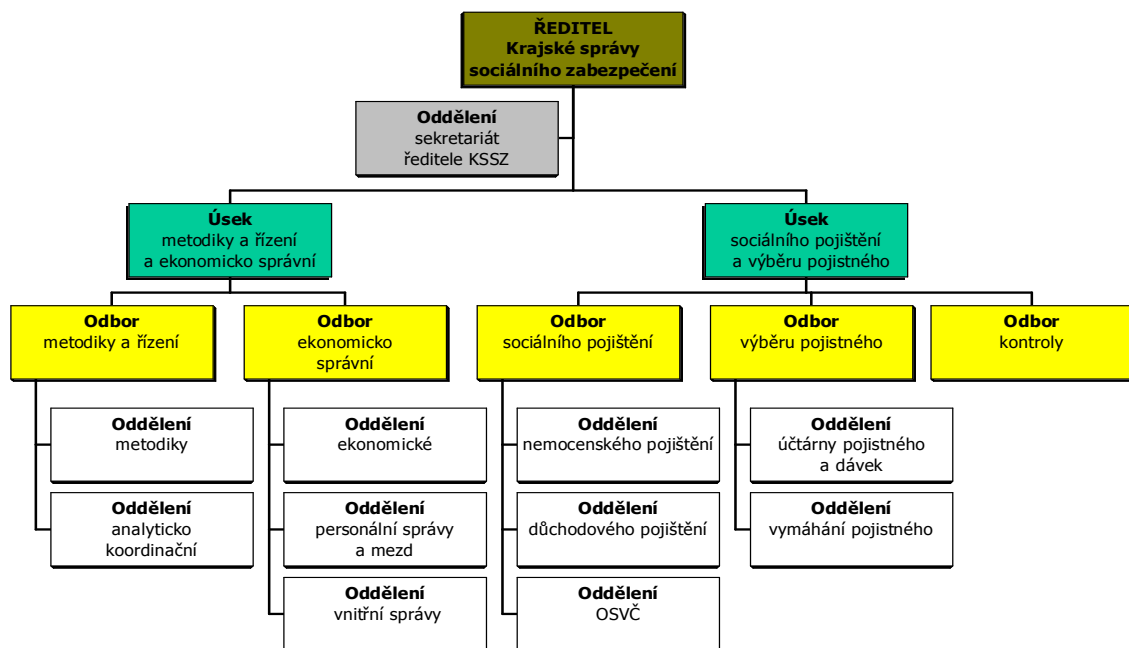 ŘEDITEL
Krajské správy
sociálního zabezpečení
Oddělení
sekretariát
ředitele KSSZ
Úsek
metodiky a řízení
a ekonomicko správní
Úsek
sociálního pojištění
a výběru pojistného
Odbor
metodiky a řízení
Odbor
ekonomicko
správní
Odbor
sociálního pojištění
Odbor
výběru pojistného
Odbor
kontroly
Oddělení
metodiky
Oddělení
ekonomické
Oddělení
nemocenského pojištění
Oddělení
účtárny pojistného
a dávek
Oddělení
analyticko
koordinační
Oddělení
personální správy
a mezd
Oddělení
důchodového pojištění
Oddělení
vymáhání pojistného
Oddělení
vnitřní správy
Oddělení
OSVČ